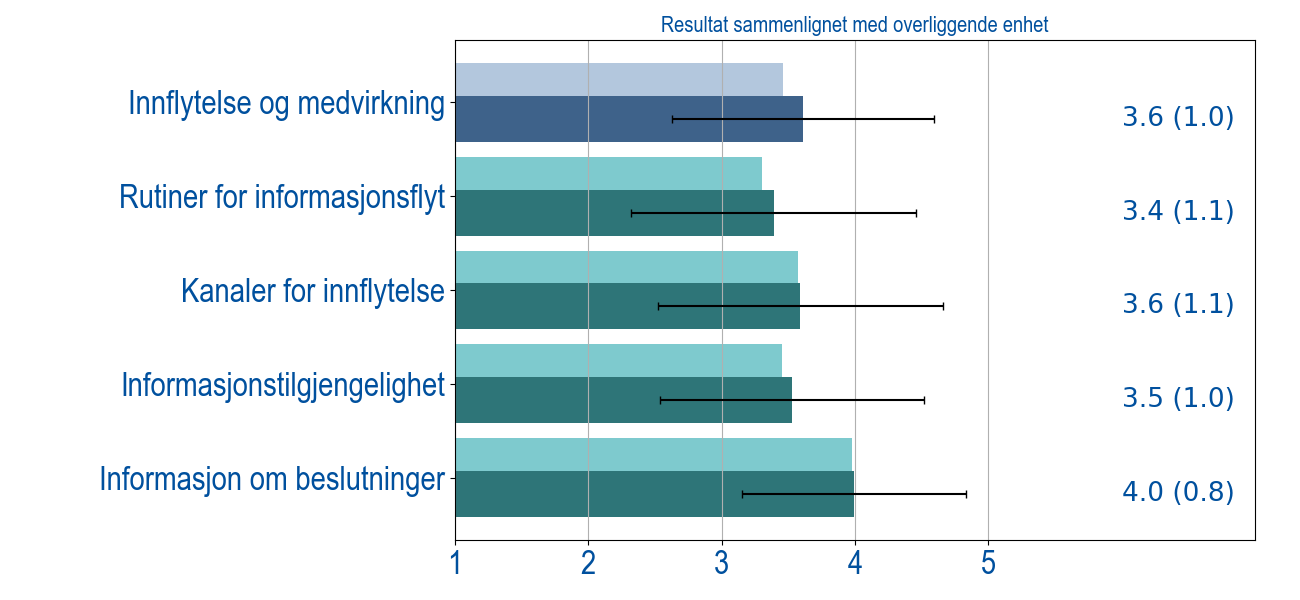 Resultat sammenlignet med overliggende enhet
Innflytelse og medvirkning 3.6 (1.0)
Rutiner for informasjonsflyt 3.4 (1.1)
Kanaler for innflytelse 3.6 (1.1)
Informasjonstilgjengelighet 3.5 (1.0)
Informasjon om beslutninger 4.0 (0.8)
1 2 3 4 5